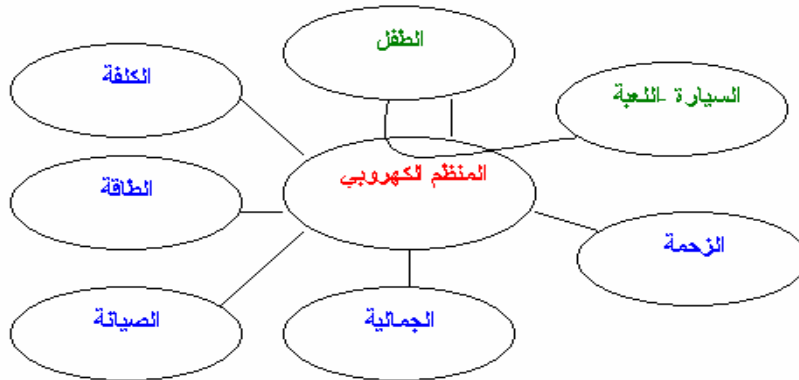 الطفل
الكلفة
السيارة -اللعبة
المنظم الكهروبي
الطاقة
الزحمة
الصيانة
الجمالية